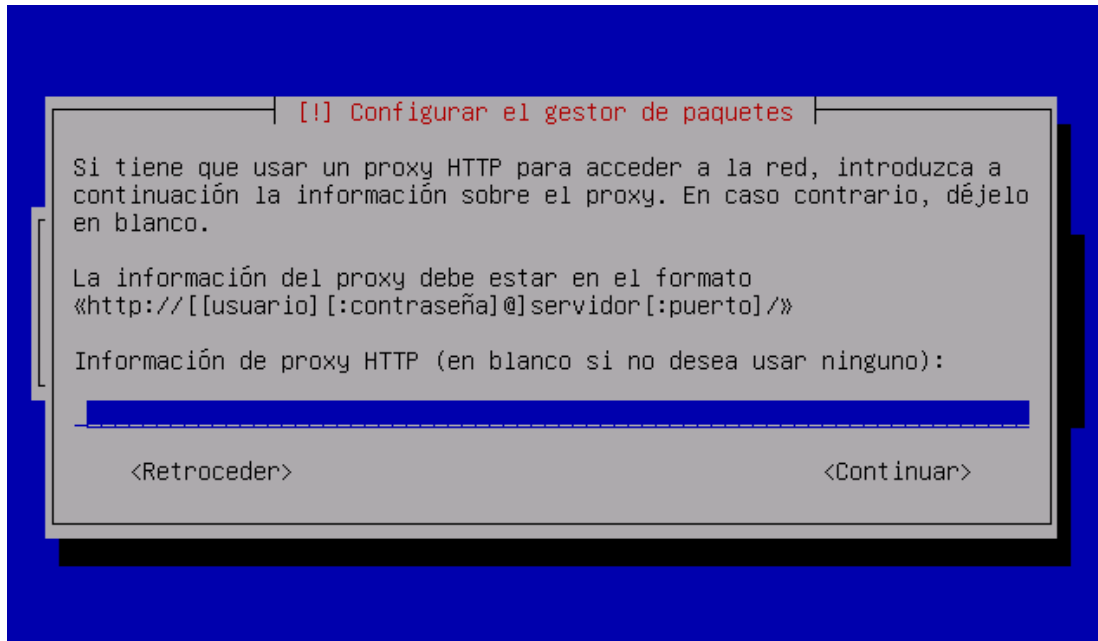 [!] Configurar el gestor de paquetes
Si tiene que usar un proxy HTTP para acceder a la red, introduzca a
continuación la información sobre el proxy. En caso contrario, déjelo
en blanco.
La información del proxy debe estar en el formato
«http://[[usuario][:contraseña]@]servidor[:puerto]/»
Información de proxy HTTP (en blanco si no desea usar ninguno):
<Retroceder> <Continuar>